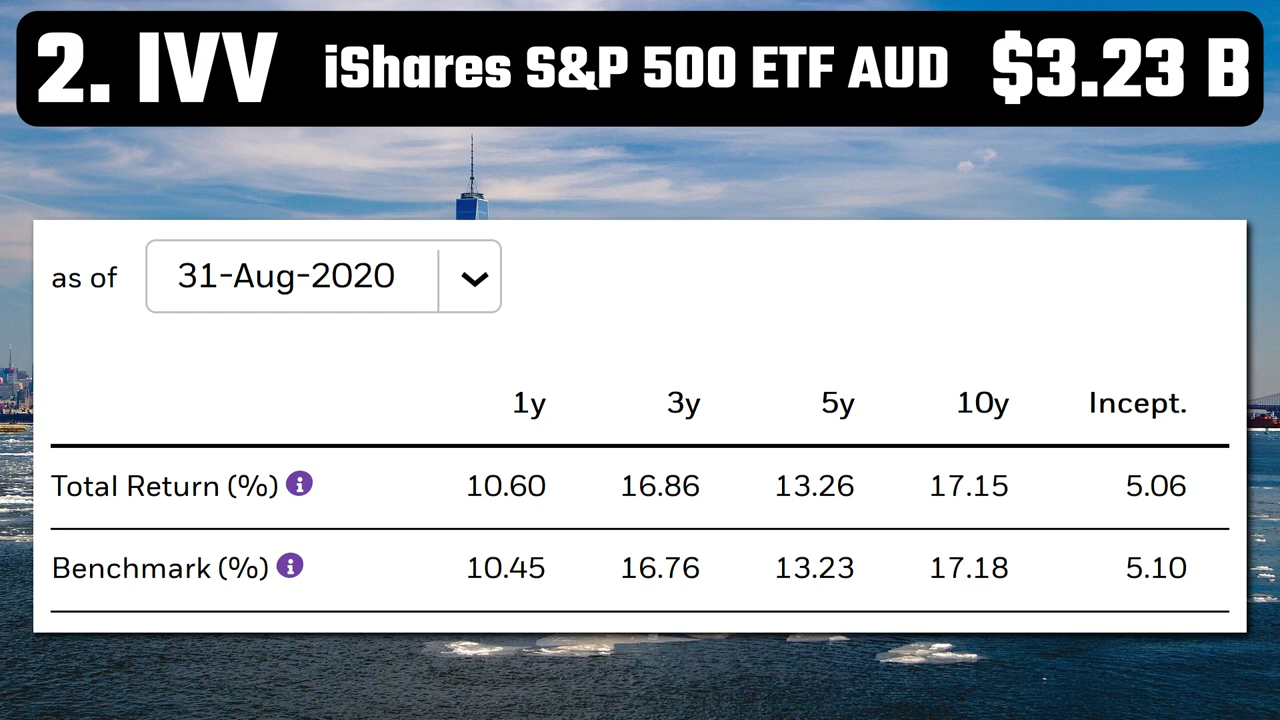 2. IVV iShares S&P 500 ETF AUD $3.23 B
as of 31-Aug-2020
1y 3y 5y 10y Incept.
Total Return (%) 10.60 16.86 13.26 17.15 5.06
Benchmark (%) 10.45 16.76 13.23 17.18 5.10